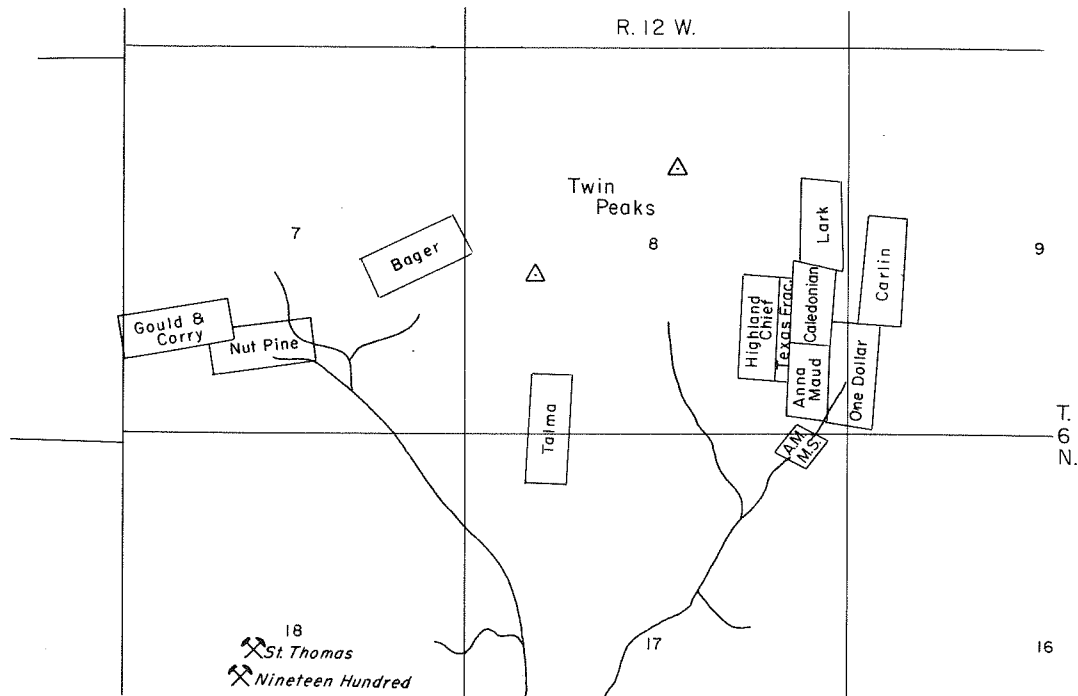 R. 12 W.
Twin
Peaks
7
8
9
Bager
Lark
Carlin
Gould &
Corry
Nut Pine
Highland
Chief
Texas Frac.
Caledonian
Anna
Maud
One Dollar
Talma
T.
6
N.
A.M.
M.S.
18
17
16
St. Thomas
Nineteen Hundred